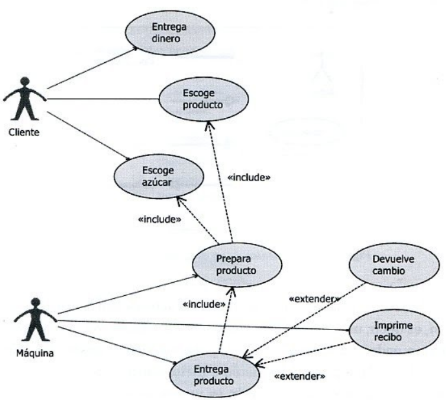 Entrega
dinero
Escoge
producto
Cliente
Escoge
azúcar
«include»
«include»
Prepara
producto
Devuelve
cambio
«include»
«extender»
Imprime
recibo
Máquina
Entrega
producto
«extender»